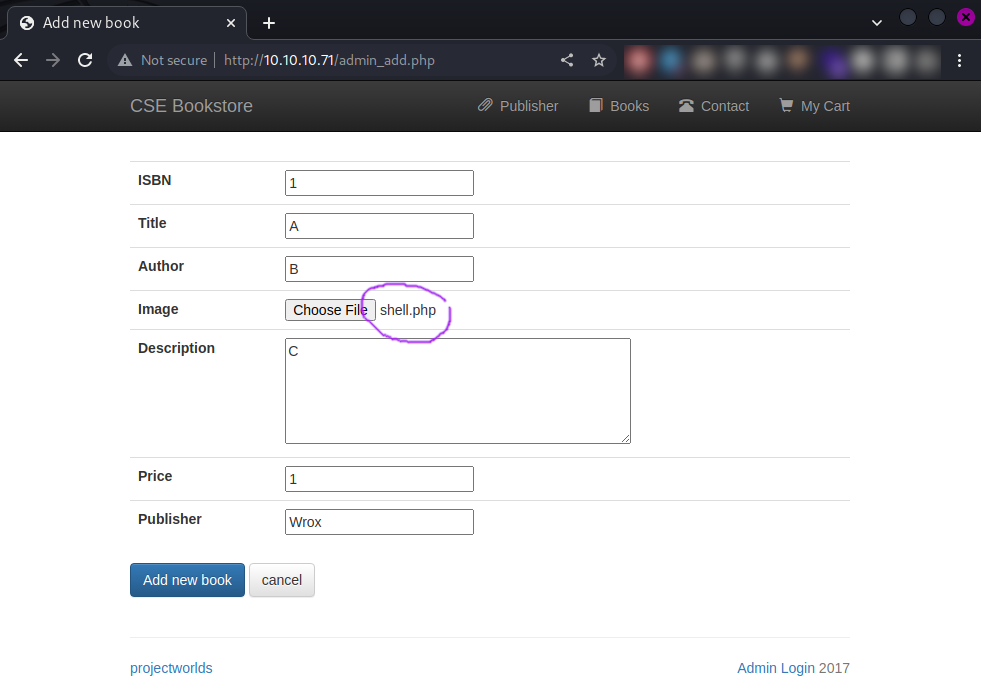 Add new book
Not secure http://10.10.10.71/admin_add.php
CSE Bookstore Publisher Books Contact My Cart
ISBN 1
Title A
Author B
Image Choose File shell.php
Description C
Price 1
Publisher Wrox
Add new book cancel
projectworlds Admin Login 2017